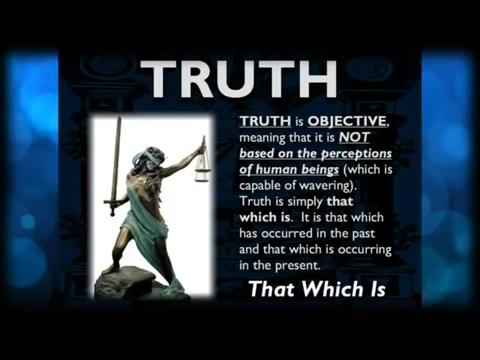 TRUTH
TRUTH is OBJECTIVE,
meaning that it is NOT
based on the perceptions
of human beings (which is
capable of wavering).
Truth is simply that
which is. It is that which
has occurred in the past
and that which is occurring
in the present.
That Which Is